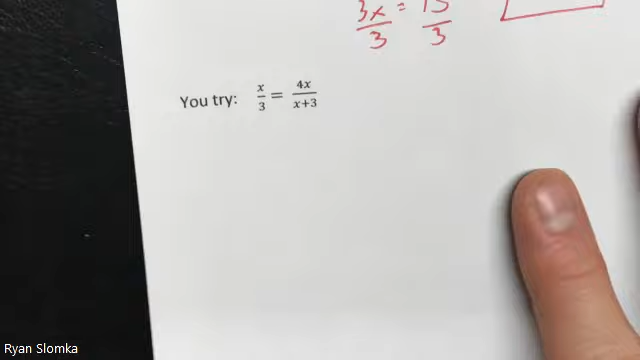 3x = 15
3 3
You try: x/3 = 4x/(x+3)
Ryan Slomka